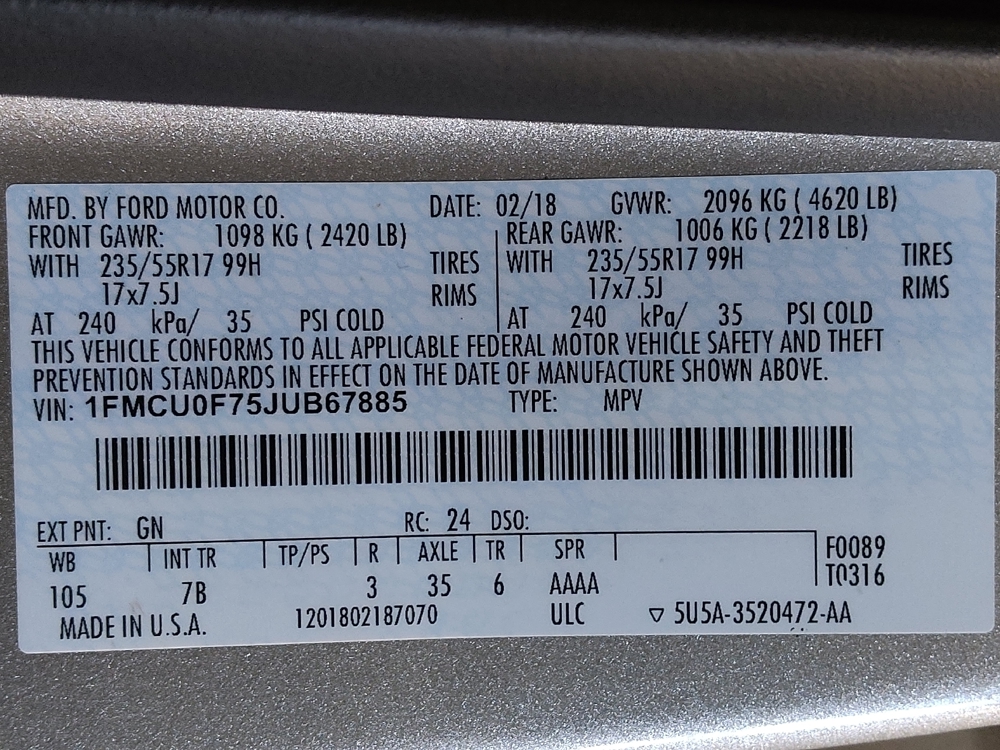 MFD. BY FORD MOTOR CO. DATE: 02/18 GVWR: 2096 KG ( 4620 LB)
FRONT GAWR: 1098 KG ( 2420 LB) REAR GAWR: 1006 KG ( 2218 LB)
WITH 235/55R17 99H TIRES WITH 235/55R17 99H TIRES
17x7.5J RIMS 17x7.5J RIMS
AT 240 kPa/ 35 PSI COLD AT 240 kPa/ 35 PSI COLD
THIS VEHICLE CONFORMS TO ALL APPLICABLE FEDERAL MOTOR VEHICLE SAFETY AND THEFT
PREVENTION STANDARDS IN EFFECT ON THE DATE OF MANUFACTURE SHOWN ABOVE.
VIN: 1FMCU0F75JUB67885 TYPE: MPV
EXT PNT: GN RC: 24 DSO:
WB INT TR TP/PS R AXLE TR SPR F0089
105 7B 3 35 6 AAAA T0316
MADE IN U.S.A. 1201802187070 ULC ▽ 5U5A-3520472-AA